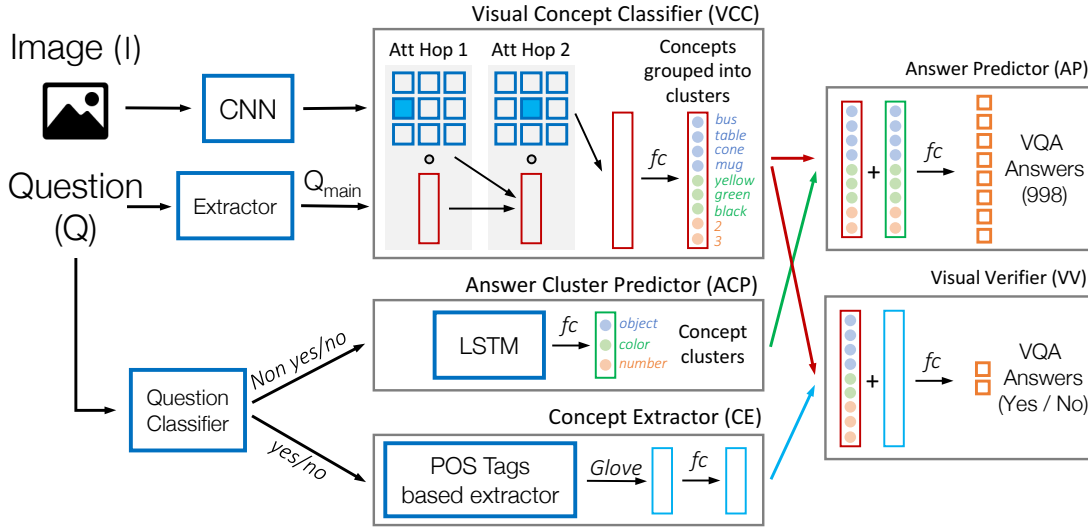 Visual Concept Classifier (VCC)
Image (I)
CNN
Att Hop 1
Att Hop 2
Concepts
grouped into
clusters
bus
table
cone
mug
yellow
green
black
2
3
fc
Question
(Q)
Extractor
Qmain
Answer Predictor (AP)
+
fc
VQA
Answers
(998)
Answer Cluster Predictor (ACP)
LSTM
fc
object
color
number
Concept
clusters
Visual Verifier (VV)
+
fc
VQA
Answers
(Yes / No)
Question
Classifier
Non yes/no
yes/no
Concept Extractor (CE)
POS Tags
based extractor
Glove
fc